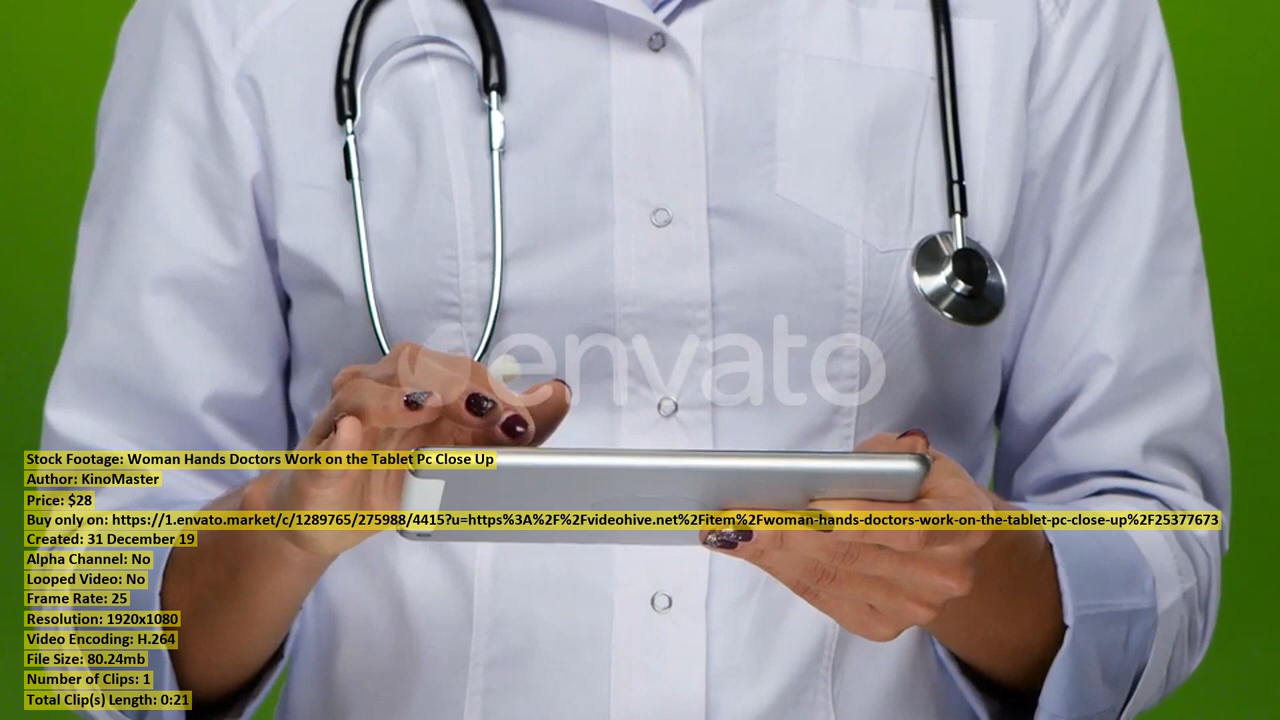 envato
Stock Footage: Woman Hands Doctors Work on the Tablet Pc Close Up
Author: KinoMaster
Price: $28
Buy only on: https://1.envato.market/c/1289765/275988/4415?u=https%3A%2F%2Fvideohive.net%2Fitem%2Fwoman-hands-doctors-work-on-the-tablet-pc-close-up%2F25377673
Created: 31 December 19
Alpha Channel: No
Looped Video: No
Frame Rate: 25
Resolution: 1920x1080
Video Encoding: H.264
File Size: 80.24mb
Number of Clips: 1
Total Clip(s) Length: 0:21